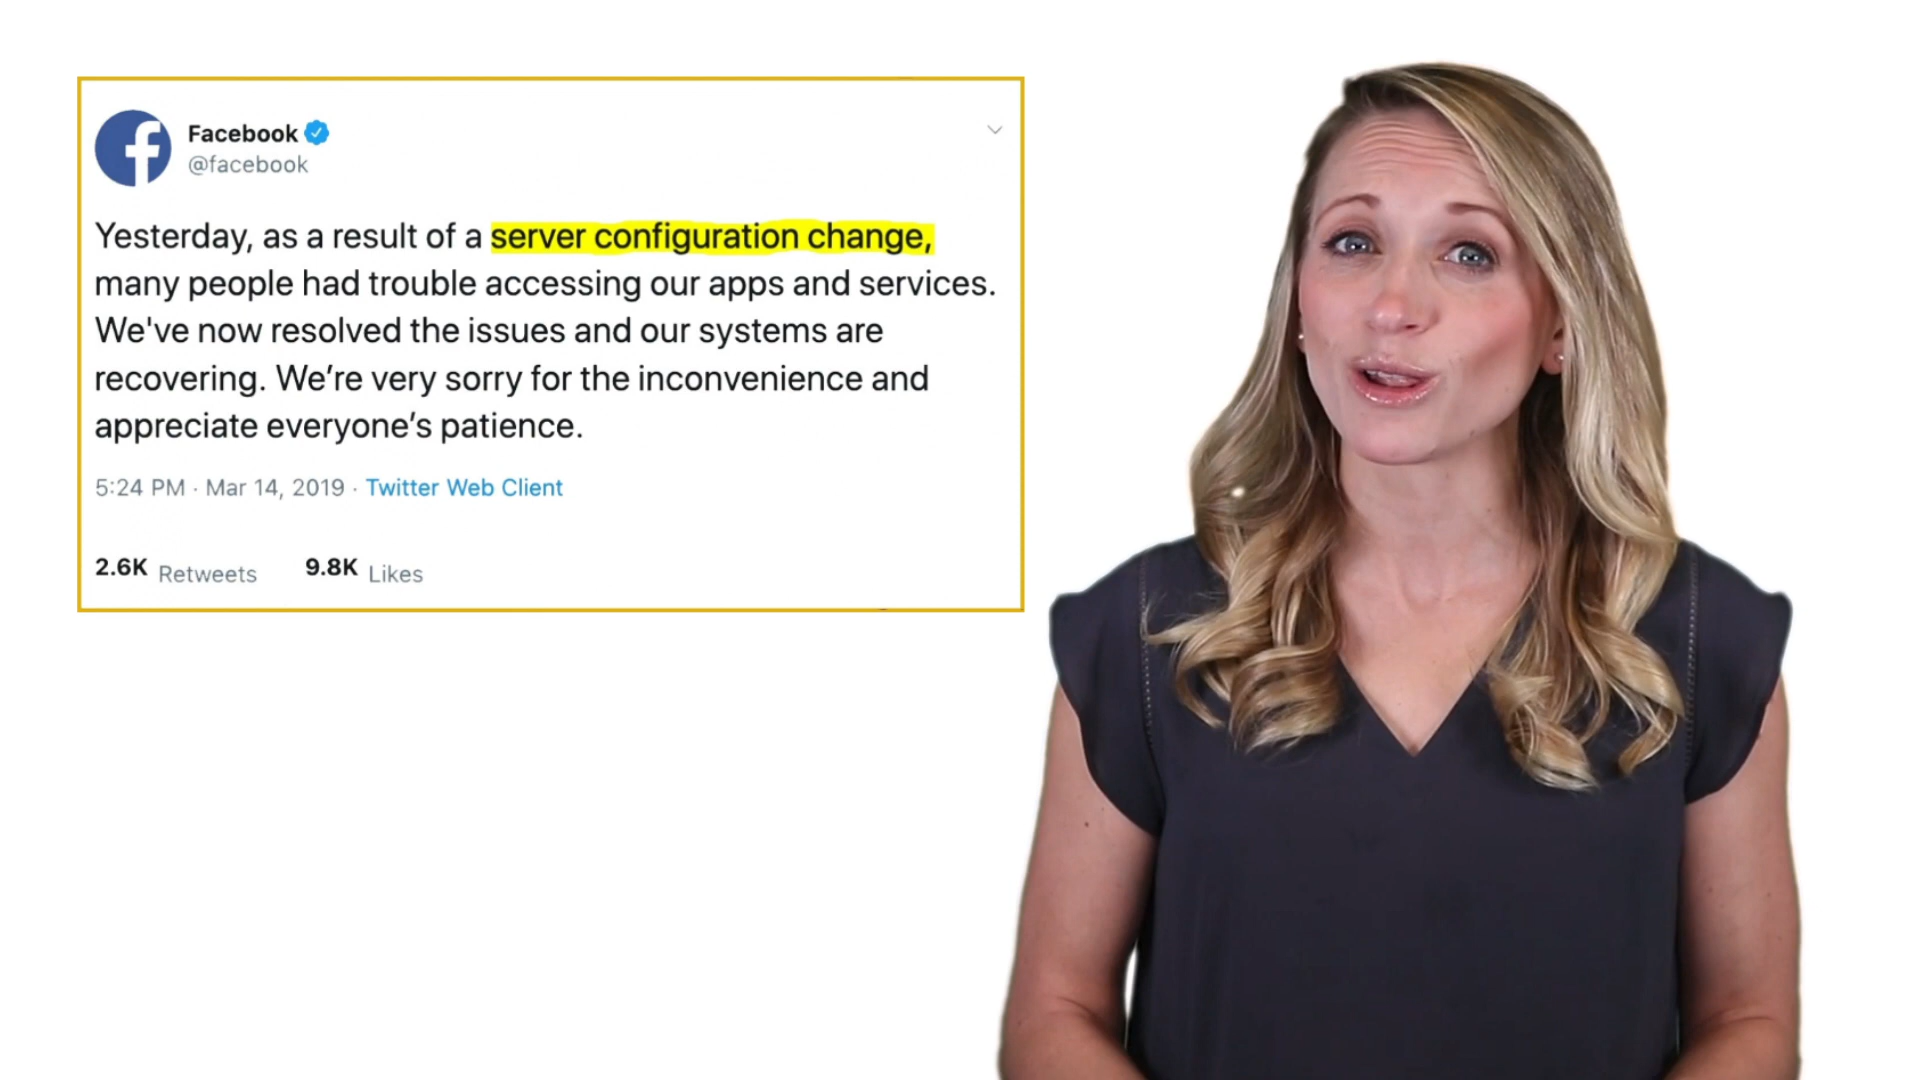 Facebook
@facebook
Yesterday, as a result of a server configuration change,
many people had trouble accessing our apps and services.
We've now resolved the issues and our systems are
recovering. We’re very sorry for the inconvenience and
appreciate everyone’s patience.
5:24 PM · Mar 14, 2019 · Twitter Web Client
2.6K Retweets 9.8K Likes